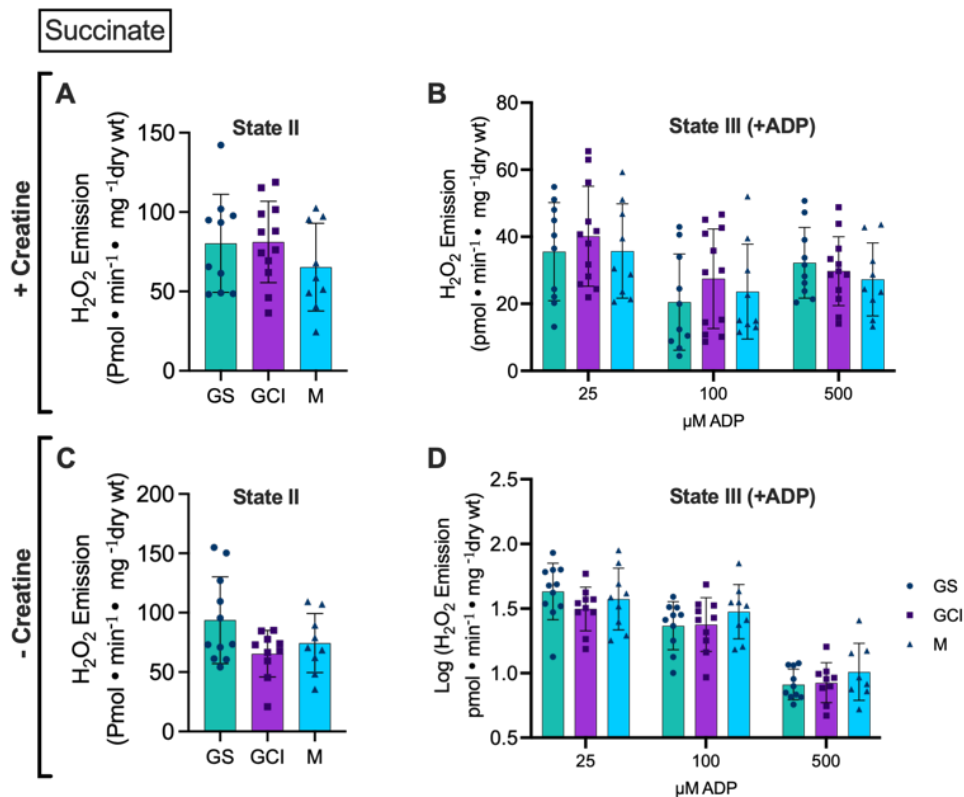 Succinate
+ Creatine
A
State II
H₂O₂ Emission
(Pmol • min⁻¹ • mg ⁻¹dry wt)
150
100
50
0
GS GCI M
B
State III (+ADP)
H₂O₂ Emission
(pmol • min⁻¹ • mg ⁻¹dry wt)
80
60
40
20
0
25 100 500
µM ADP
- Creatine
C
State II
H₂O₂ Emission
(Pmol • min⁻¹ • mg ⁻¹dry wt)
200
150
100
50
0
GS GCI M
D
State III (+ADP)
Log (H₂O₂ Emission
pmol • min⁻¹ • mg ⁻¹dry wt)
2.5
2.0
1.5
1.0
0.5
25 100 500
µM ADP
GS
GCI
M